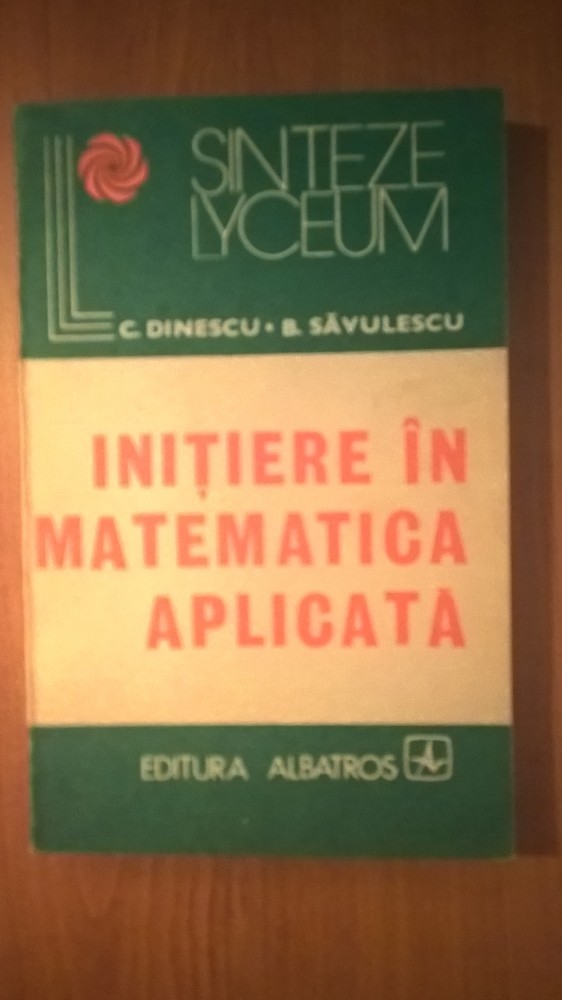 SINTEZE
LYCEUM
C. DINESCU • B. SĂVULESCU
INIȚIERE ÎN
MATEMATICA
APLICATĂ
EDITURA ALBATROS